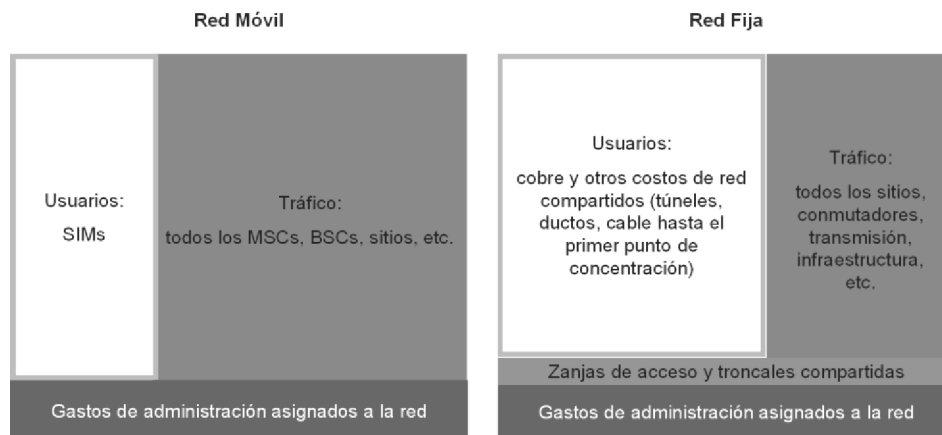 Red Móvil
Usuarios:
SIMs
Tráfico:
todos los MSCs, BSCs, sitios, etc.
Gastos de administración asignados a la red
Red Fija
Usuarios:
cobre y otros costos de red
compartidos (túneles,
ductos, cable hasta el
primer punto de
concentración)
Tráfico:
todos los sitios,
conmutadores,
transmisión,
infraestructura,
etc.
Zanjas de acceso y troncales compartidas
Gastos de administración asignados a la red